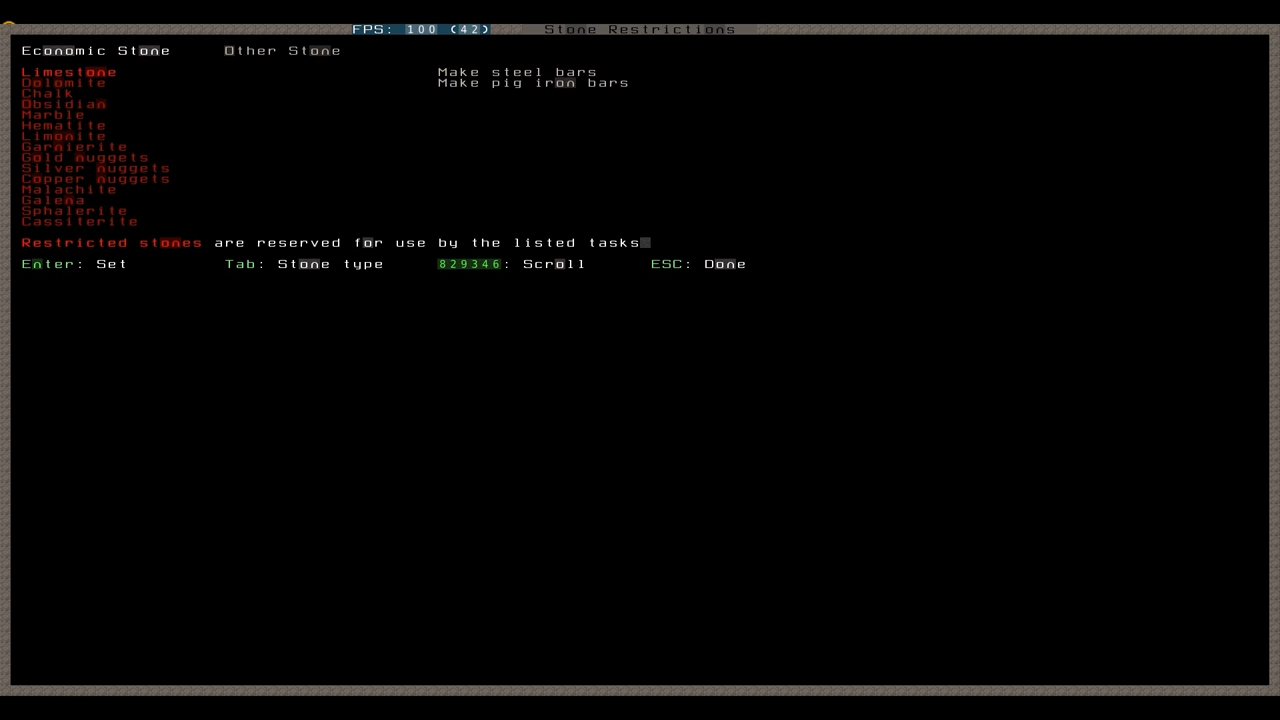 FPS: 100 (42) Stone Restrictions
Economic Stone Other Stone
Limestone Make steel bars
Dolomite Make pig iron bars
Chalk
Obsidian
Marble
Hematite
Limonite
Garnierite
Gold nuggets
Silver nuggets
Copper nuggets
Malachite
Galena
Sphalerite
Cassiterite
Restricted stones are reserved for use by the listed tasks
Enter: Set Tab: Stone type 829346: Scroll ESC: Done